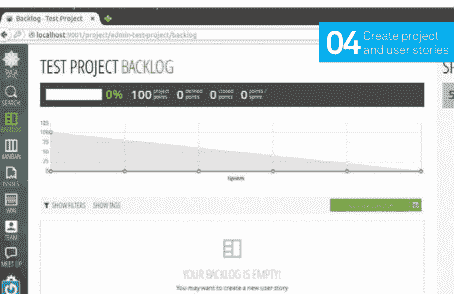 Backlog - Test Project
localhost:9001/project/admin-test-project/backlog
04 Create project
and user stories
TEST PROJECT BACKLOG
0% 100 project points 0 defined points 0 closed points 0 points / sprint
SEARCH
BACKLOG
KANBAN
ISSUES
WIKI
TEAM
MEET UP
SHOW FILTERS SHOW TAGS
YOUR BACKLOG IS EMPTY!
You may want to create a new user story